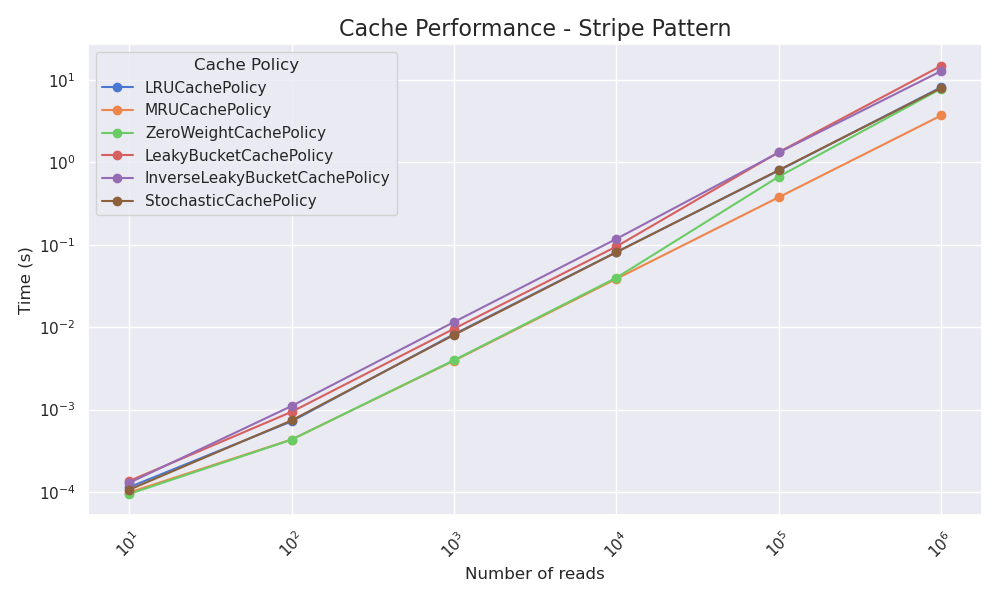 Cache Performance - Stripe Pattern
Cache Policy
LRUCachePolicy
MRUCachePolicy
ZeroWeightCachePolicy
LeakyBucketCachePolicy
InverseLeakyBucketCachePolicy
StochasticCachePolicy
Time (s)
10¹
10⁰
10⁻¹
10⁻²
10⁻³
10⁻⁴
10¹
10²
10³
10⁴
10⁵
10⁶
Number of reads